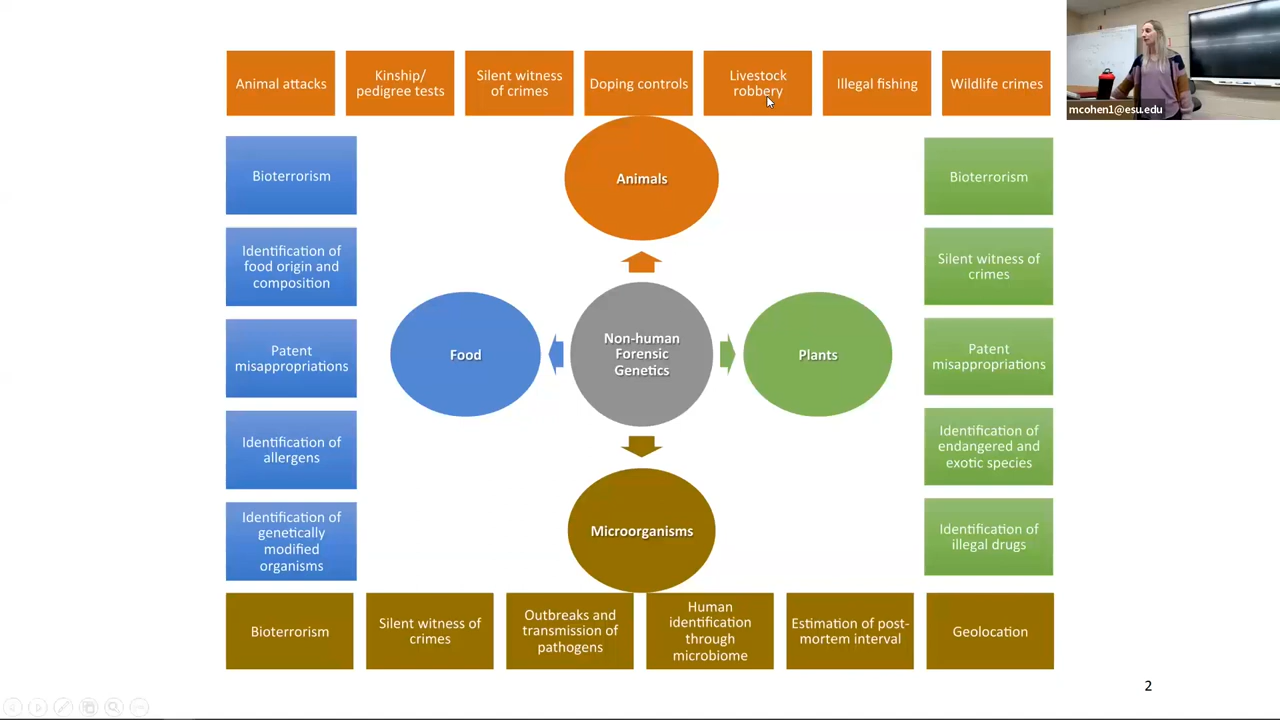 Animal attacks
Kinship/
pedigree tests
Silent witness
of crimes
Doping controls
Livestock
robbery
Illegal fishing
Wildlife crimes
mcohen1@esu.edu
Animals
Bioterrorism
Identification of
food origin and
composition
Patent
misappropriations
Identification of
allergens
Identification of
genetically
modified
organisms
Food
Non-human
Forensic
Genetics
Plants
Bioterrorism
Silent witness of
crimes
Patent
misappropriations
Identification of
endangered and
exotic species
Identification of
illegal drugs
Microorganisms
Bioterrorism
Silent witness of
crimes
Outbreaks and
transmission of
pathogens
Human
identification
through
microbiome
Estimation of post-
mortem interval
Geolocation
2